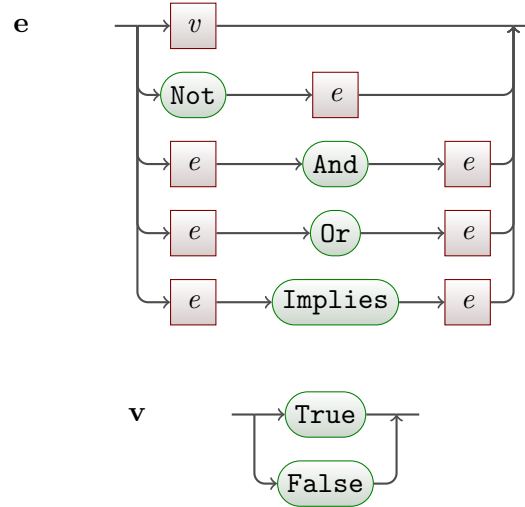 e v
Not e
e And e
e Or e
e Implies e
v True
False